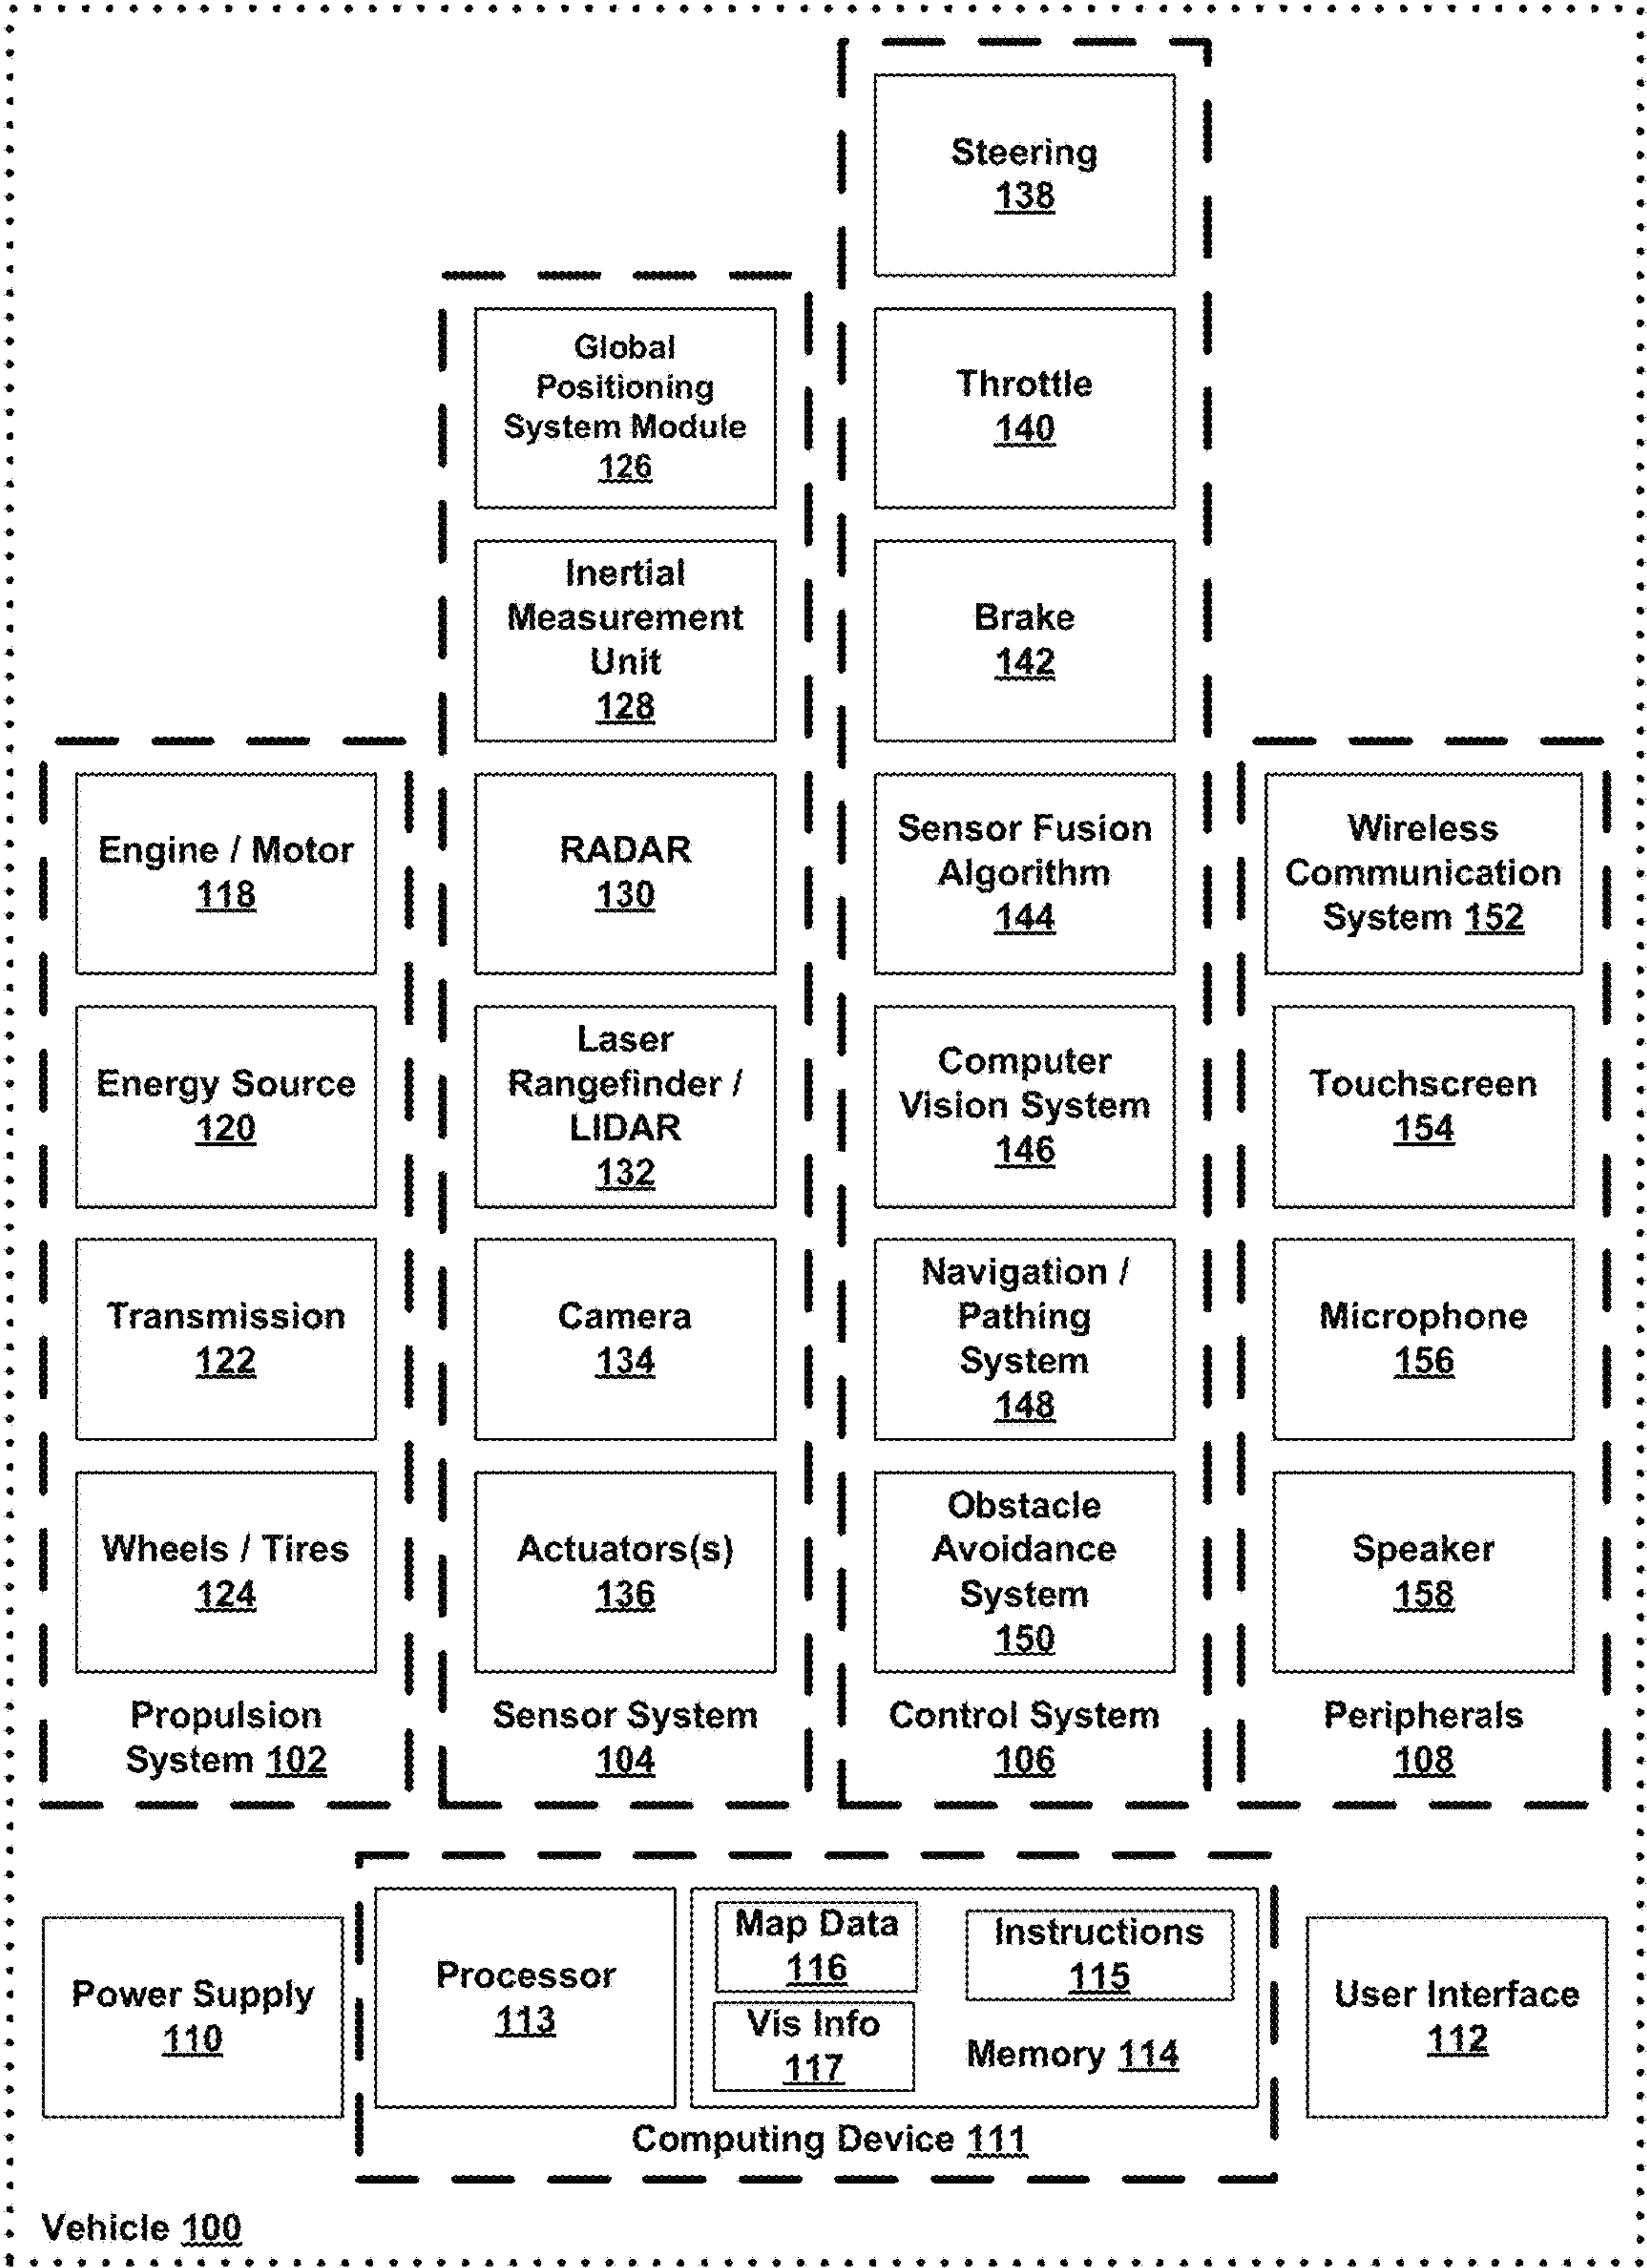 Steering
138
Global
Positioning
System Module
126
Throttle
140
Inertial
Measurement
Unit
128
Brake
142
Engine / Motor
118
RADAR
130
Sensor Fusion
Algorithm
144
Wireless
Communication
System 152
Energy Source
120
Laser
Rangefinder /
LIDAR
132
Computer
Vision System
146
Touchscreen
154
Transmission
122
Camera
134
Navigation /
Pathing
System
148
Microphone
156
Wheels / Tires
124
Actuators(s)
136
Obstacle
Avoidance
System
150
Speaker
158
Propulsion
System 102
Sensor System
104
Control System
106
Peripherals
108
Power Supply
110
Processor
113
Map Data
116
Instructions
115
Vis Info
117
Memory 114
Computing Device 111
User Interface
112
Vehicle 100